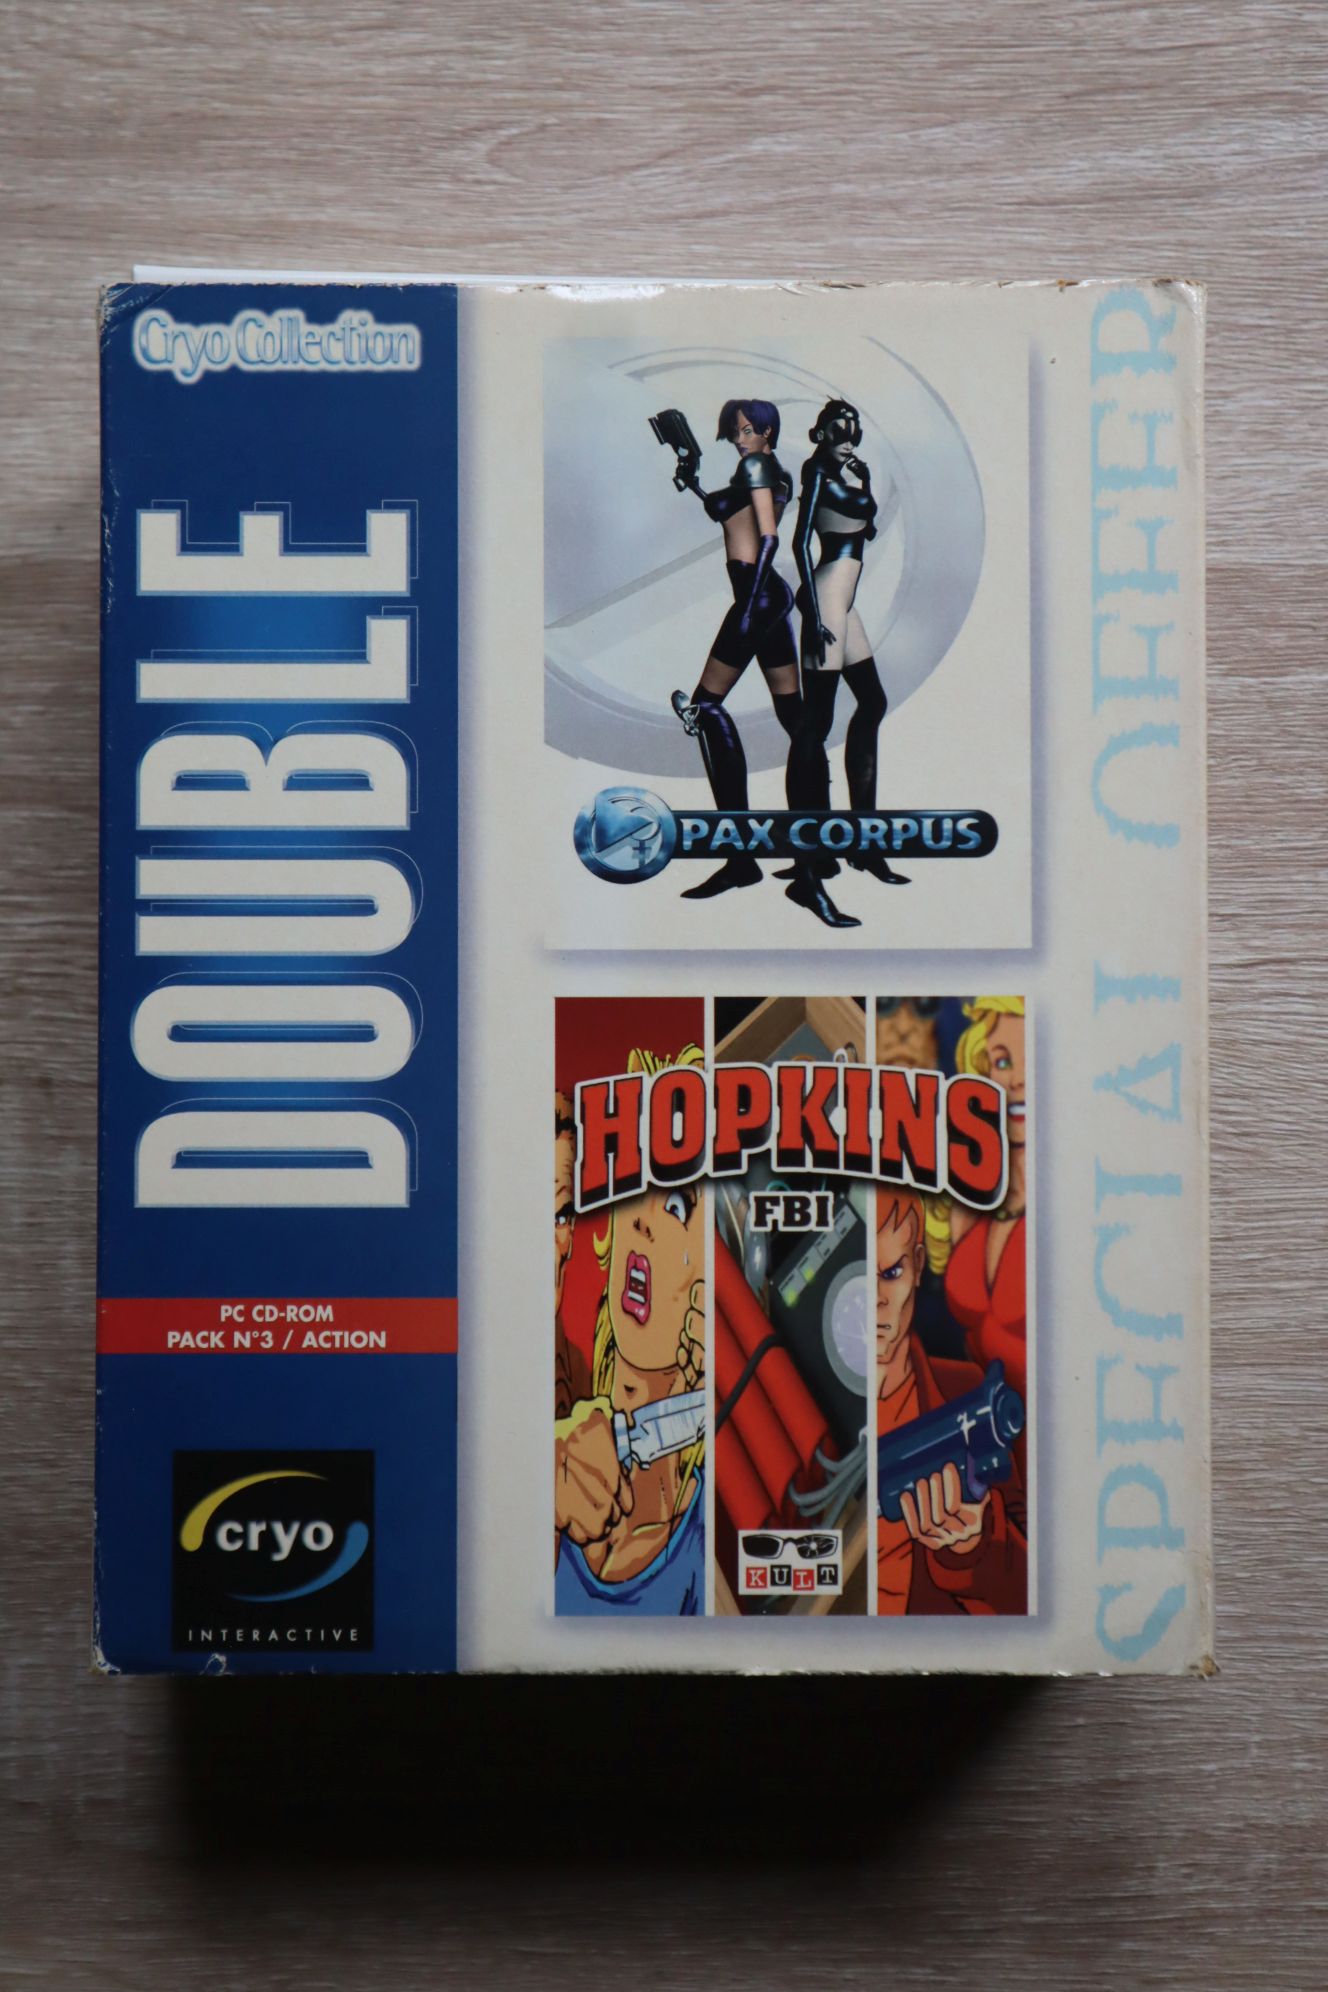 Cryo Collection
DOUBLE
PC CD-ROM
PACK N°3 / ACTION
cryo
INTERACTIVE
PAX CORPUS
HOPKINS
FBI
KULT
SPECIAL OFFER